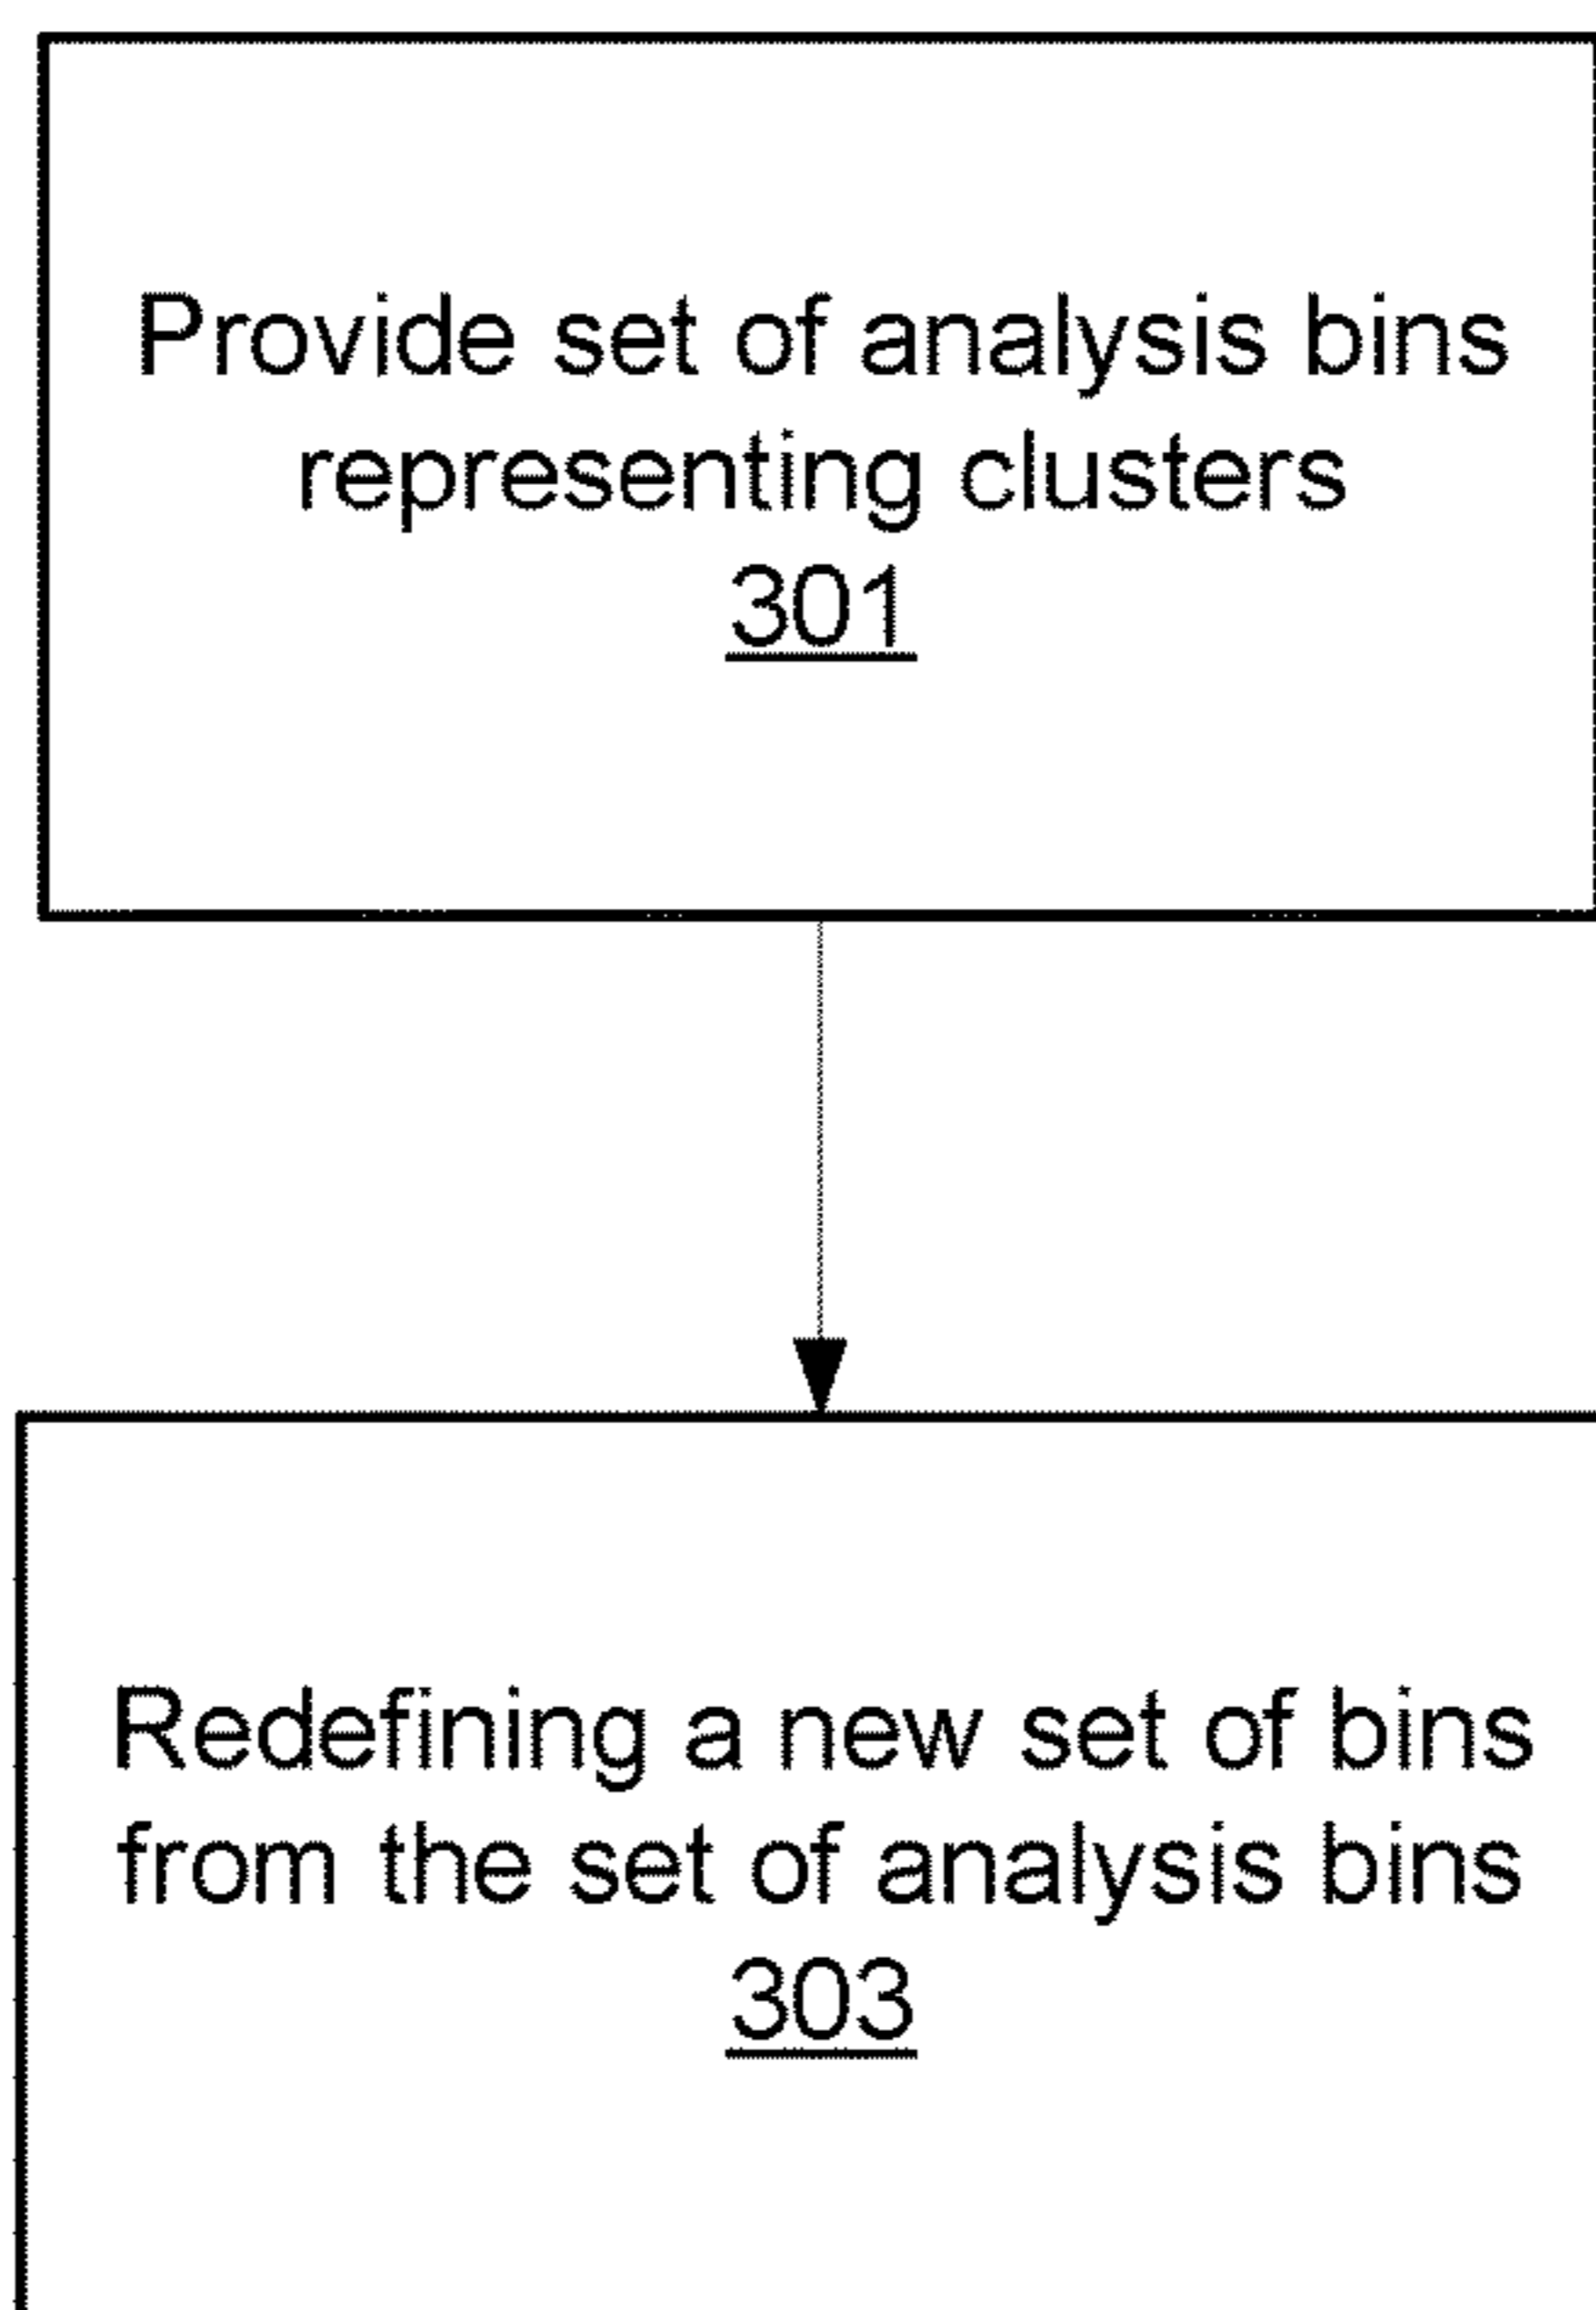 Provide set of analysis bins
representing clusters
301
Redefining a new set of bins
from the set of analysis bins
303